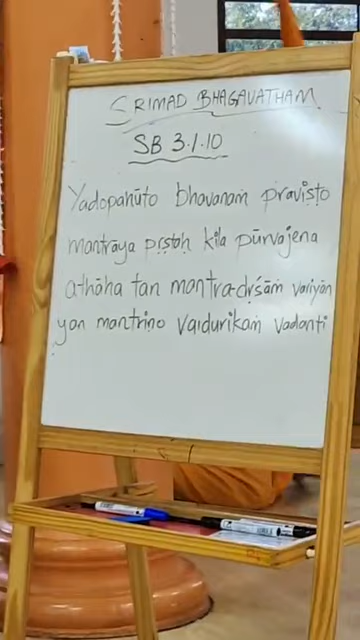 SRIMAD BHAGAVATHAM
SB 3.1.10
Yadopahūto bhavanaṁ praviṣṭo
mantrāya pṛṣṭaḥ kila pūrvajena
athāha tan mantra-dṛśāṁ varīyān
yan mantriṇo vaidurikaṁ vadanti